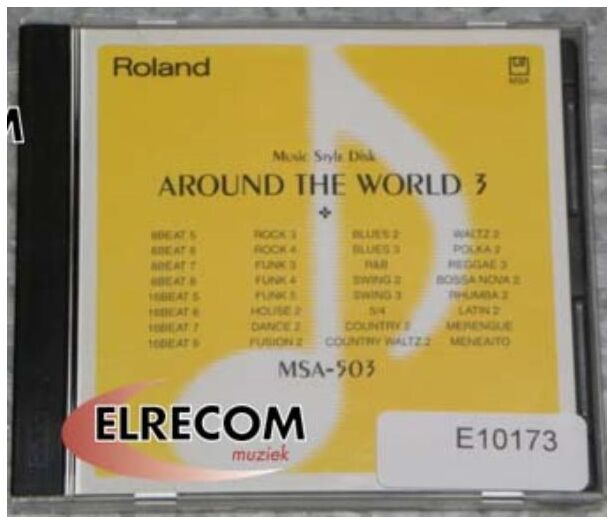 Roland
MSA
Music Style Disk
AROUND THE WORLD 3
8BEAT 5 ROCK 3 BLUES 2 WALTZ 2
8BEAT 6 ROCK 4 BLUES 3 POLKA 2
8BEAT 7 FUNK 3 R&B REGGAE 3
8BEAT 8 FUNK 4 SWING 2 BOSSA NOVA 2
16BEAT 5 FUNK 5 SWING 3 RHUMBA 2
16BEAT 6 HOUSE 2 5/4 LATIN 2
16BEAT 7 DANCE 2 COUNTRY 2 MERENGUE
16BEAT 8 FUSION 2 COUNTRY WALTZ 2 MENEAITO
MSA-503
ELRECOM
muziek
E10173